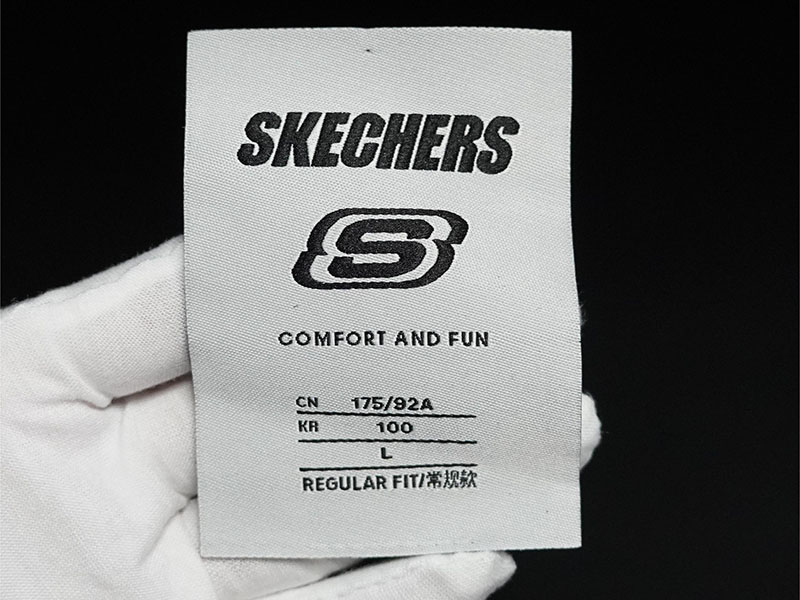 SKECHERS
S
COMFORT AND FUN
CN 175/92A
KR 100
L
REGULAR FIT/常规款